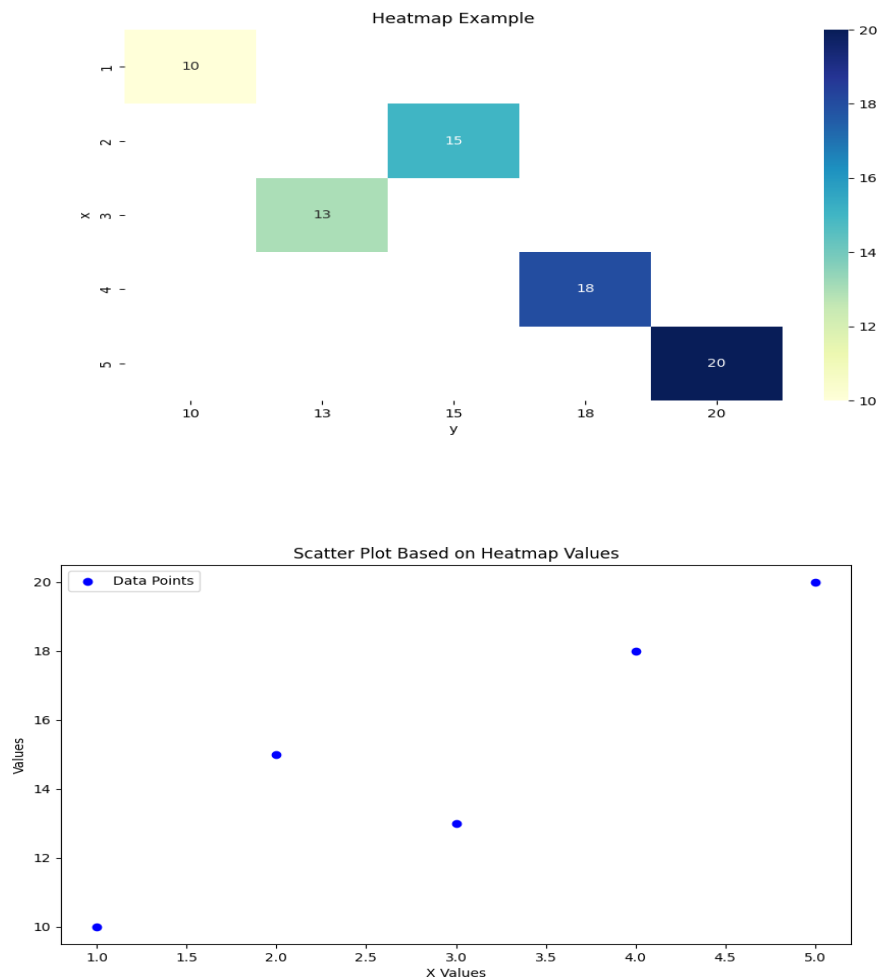 Heatmap Example
20
1
10
18
2
15
16
x
3
13
14
4
18
12
5
20
10
10 13 15 18 20
y
Scatter Plot Based on Heatmap Values
Data Points
20
18
16
Values
14
12
10
1.0 1.5 2.0 2.5 3.0 3.5 4.0 4.5 5.0
X Values